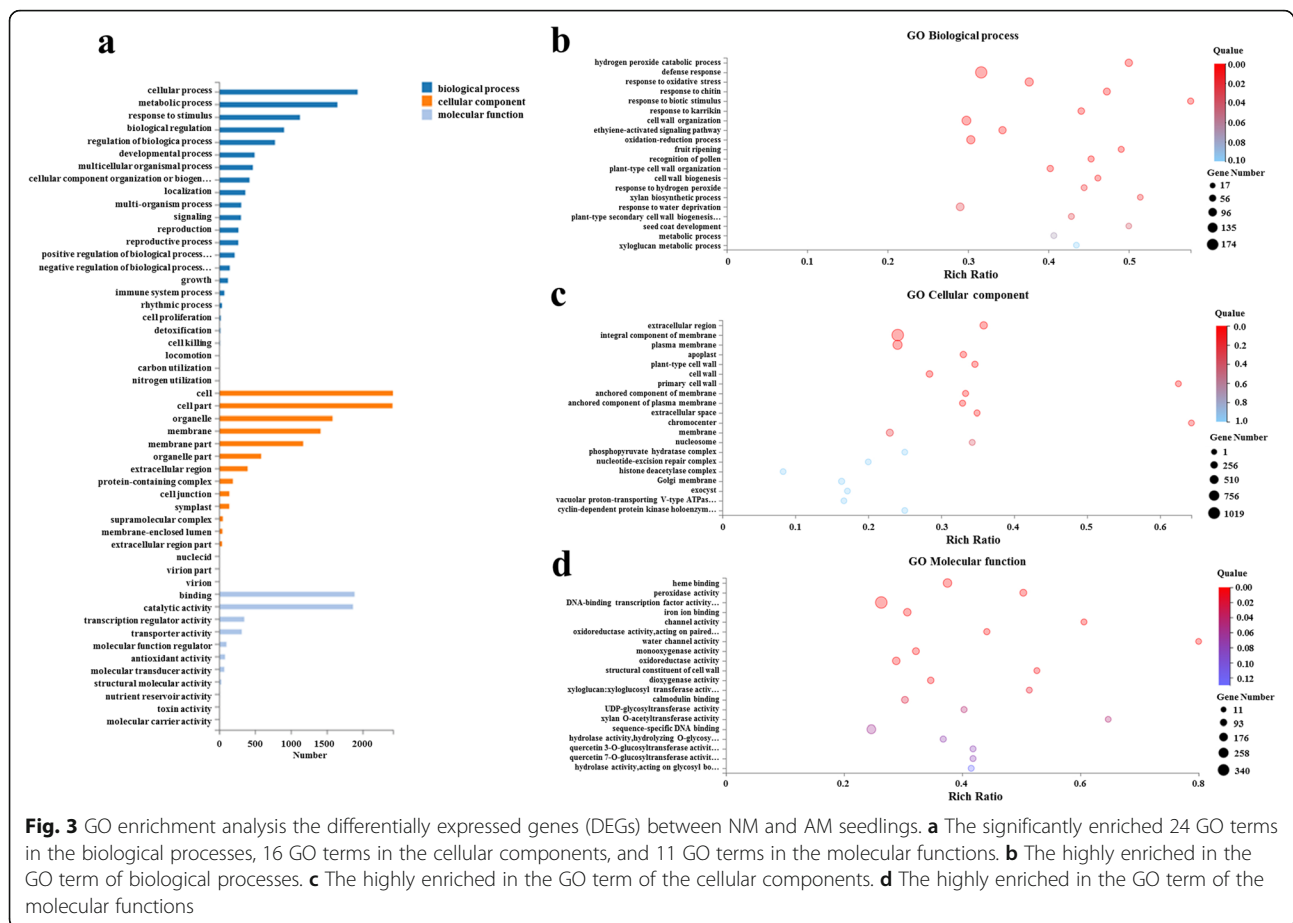 a
cellular process
metabolic process
response to stimulus
biological regulation
regulation of biologica process
developmental process
multicellular organismal process
cellular component organization or biogen...
localization
multi-organism process
signaling
reproduction
reproductive process
positive regulation of biological process...
negative regulation of biological process...
growth
immune system process
rhythmic process
cell proliferation
detoxification
cell killing
locomotion
carbon utilization
nitrogen utilization
cell
cell part
organelle
membrane
membrane part
organelle part
extracellular region
protein-containing complex
cell junction
symplast
supramolecular complex
membrane-enclosed lumen
extracellular region part
nuclecid
virion part
virion
binding
catalytic activity
transcription regulator activity
transporter activity
molecular function regulator
antioxidant activity
molecular transducer activity
structural molecular activity
nutrient reservoir activity
toxin activity
molecular carrier activity
0 500 1000 1500 2000
Number
biological process
cellular component
molecular function
b
GO Biological process
hydrogen peroxide catabolic process
defense response
response to oxidative stress
response to chitin
response to biotic stimulus
response to karrikin
cell wall organization
ethyiene-activated signaling pathway
oxidation-reduction process
fruit ripening
recognition of pollen
plant-type cell wall organization
cell wall biogenesis
response to hydrogen peroxide
xylan biosynthetic process
response to water deprivation
plant-type secondary cell wall biogenesis...
seed coat development
metabolic process
xyloglucan metabolic process
0 0.1 0.2 0.3 0.4 0.5
Rich Ratio
Qualue
0.00
0.02
0.04
0.06
0.08
0.10
Gene Number
17
56
96
135
174
c
GO Cellular component
extracellular region
integral component of membrane
plasma membrane
apoplast
plant-type cell wall
cell wall
primary cell wall
anchored component of membrane
anchored component of plasma membrane
extracellular space
chromocenter
membrane
nucleosome
phosphopyruvate hydratase complex
nucleotide-excision repair complex
histone deacetylase complex
Golgi membrane
exocyst
vacuolar proton-transporting V-type ATPas...
cyclin-dependent protein kinase holoenzym...
0.1 0.2 0.3 0.4 0.5 0.6
Rich Ratio
Qualue
0.0
0.2
0.4
0.6
0.8
1.0
Gene Number
1
256
510
756
1019
d
GO Molecular function
heme binding
peroxidase activity
DNA-binding transcription factor activity...
iron ion binding
channel activity
oxidoreductase activity,acting on paired...
water channel activity
monooxygenase activity
oxidoreductase activity
structural constituent of cell wall
dioxygenase activity
xyloglucan:xyloglucosyl transferase activ...
calmodulin binding
UDP-glycosyltransferase activity
xylan O-acetyltransferase activity
sequence-specific DNA binding
hydrolase activity,hydrolyzing O-glycosy...
quercetin 3-O-glucosyltransferase activit...
quercetin 7-O-glucosyltransferase activit...
hydrolase activity,acting on glycosyl bo...
0.2 0.4 0.6 0.8
Rich Ratio
Qualue
0.00
0.02
0.04
0.06
0.08
0.10
0.12
Gene Number
11
93
176
258
340
Fig. 3 GO enrichment analysis the differentially expressed genes (DEGs) between NM and AM seedlings. a The significantly enriched 24 GO terms
in the biological processes, 16 GO terms in the cellular components, and 11 GO terms in the molecular functions. b The highly enriched in the
GO term of biological processes. c The highly enriched in the GO term of the cellular components. d The highly enriched in the GO term of the
molecular functions